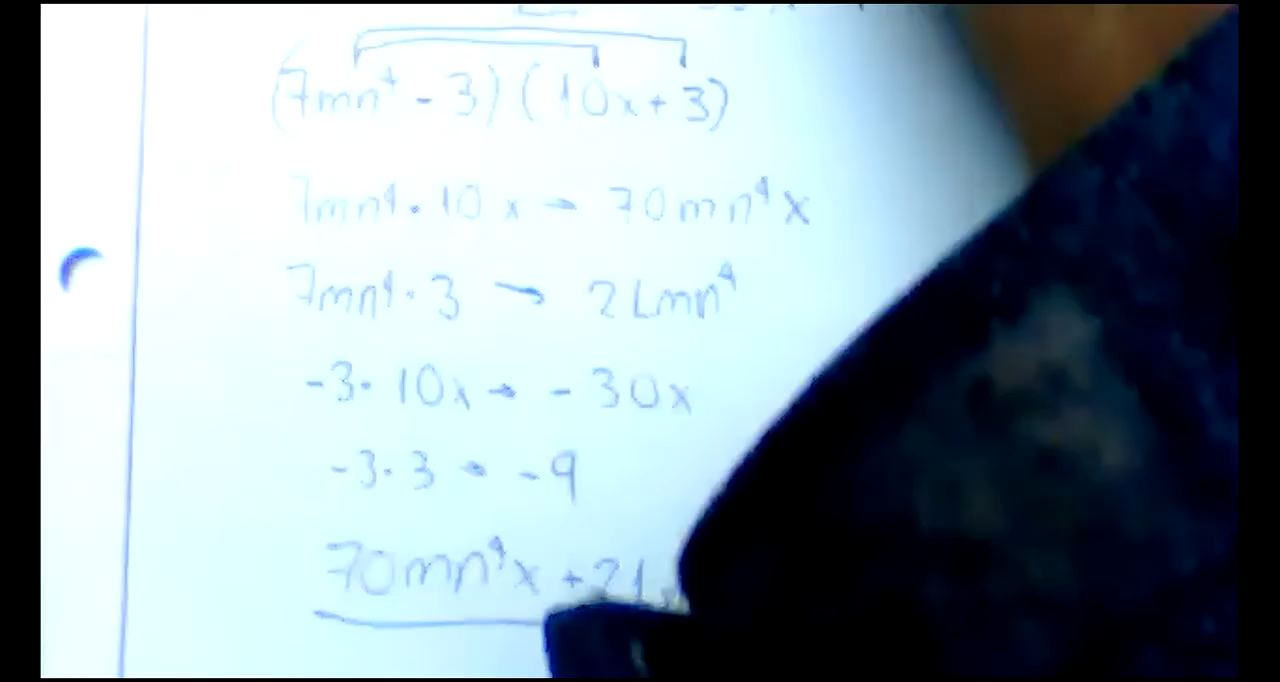 (7mn⁴ - 3) (10x + 3)
7mn⁴ · 10x → 70mn⁴x
7mn⁴ · 3 → 21mn⁴
-3 · 10x → -30x
-3 · 3 → -9
70mn⁴x + 21